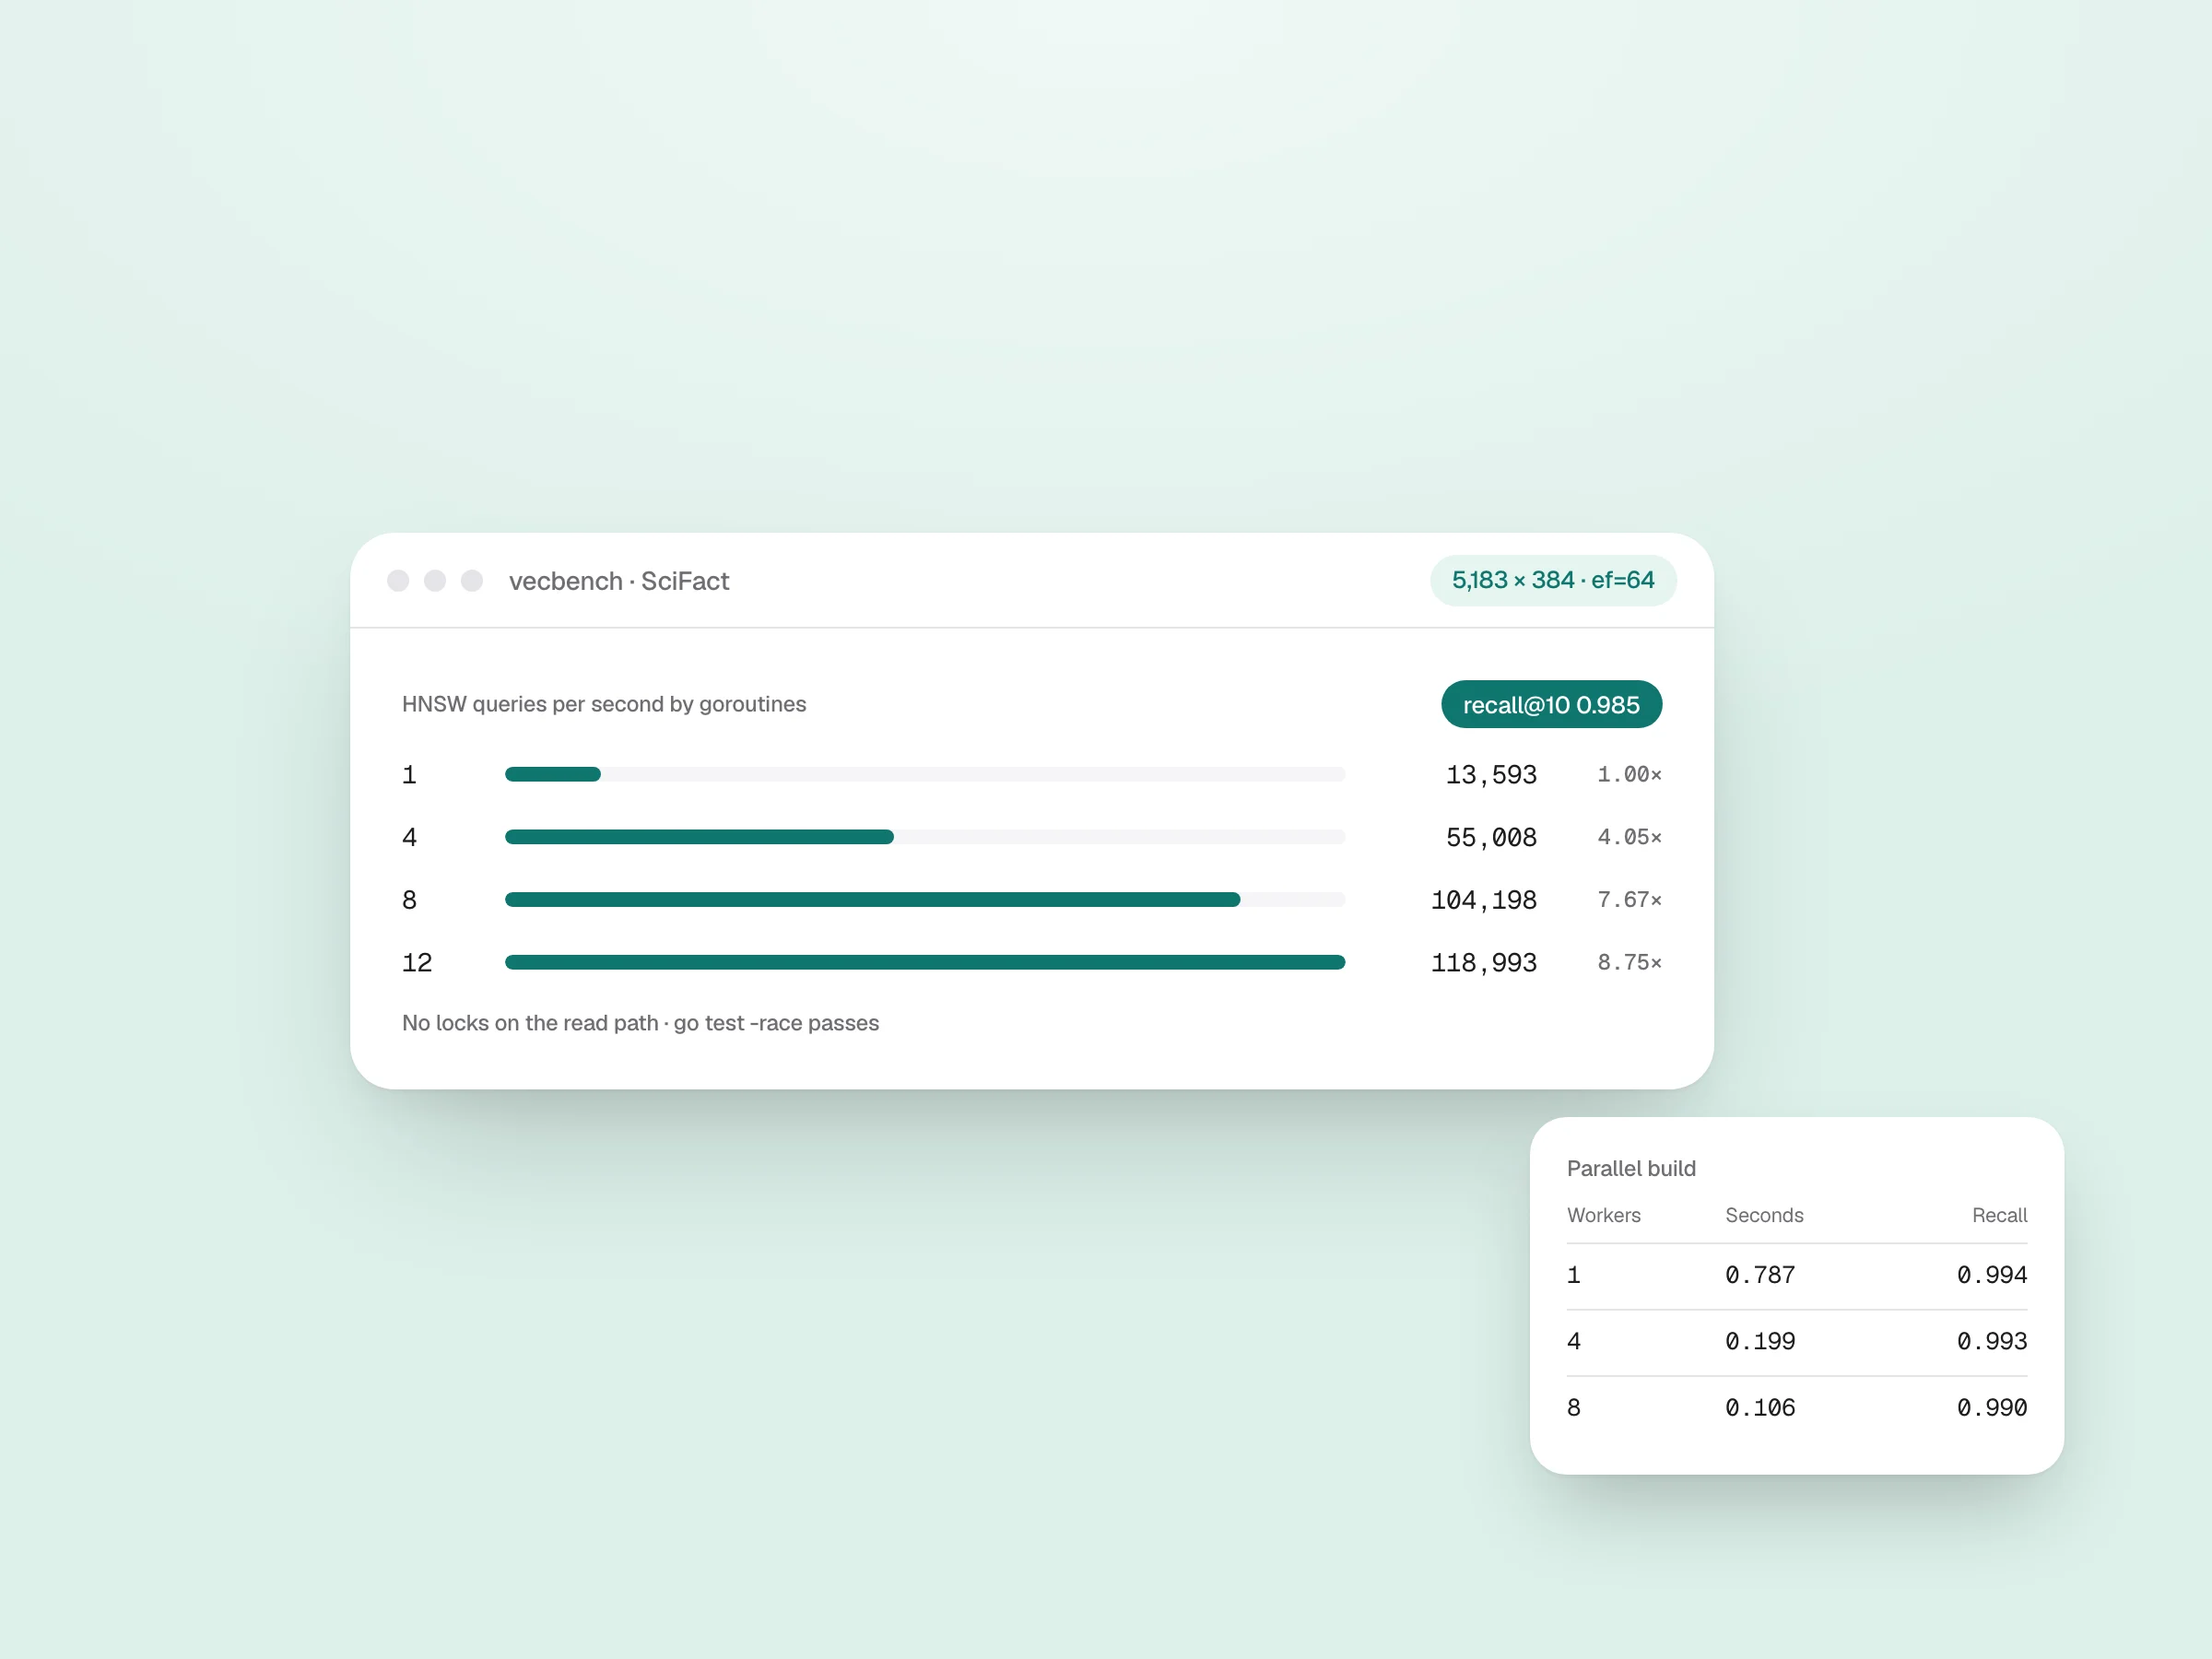 vecbench · SciFact
5,183 × 384 · ef=64
HNSW queries per second by goroutines
recall@10 0.985
1 13,593 1.00×
4 55,008 4.05×
8 104,198 7.67×
12 118,993 8.75×
No locks on the read path · go test -race passes
Parallel build
Workers Seconds Recall
1 0.787 0.994
4 0.199 0.993
8 0.106 0.990